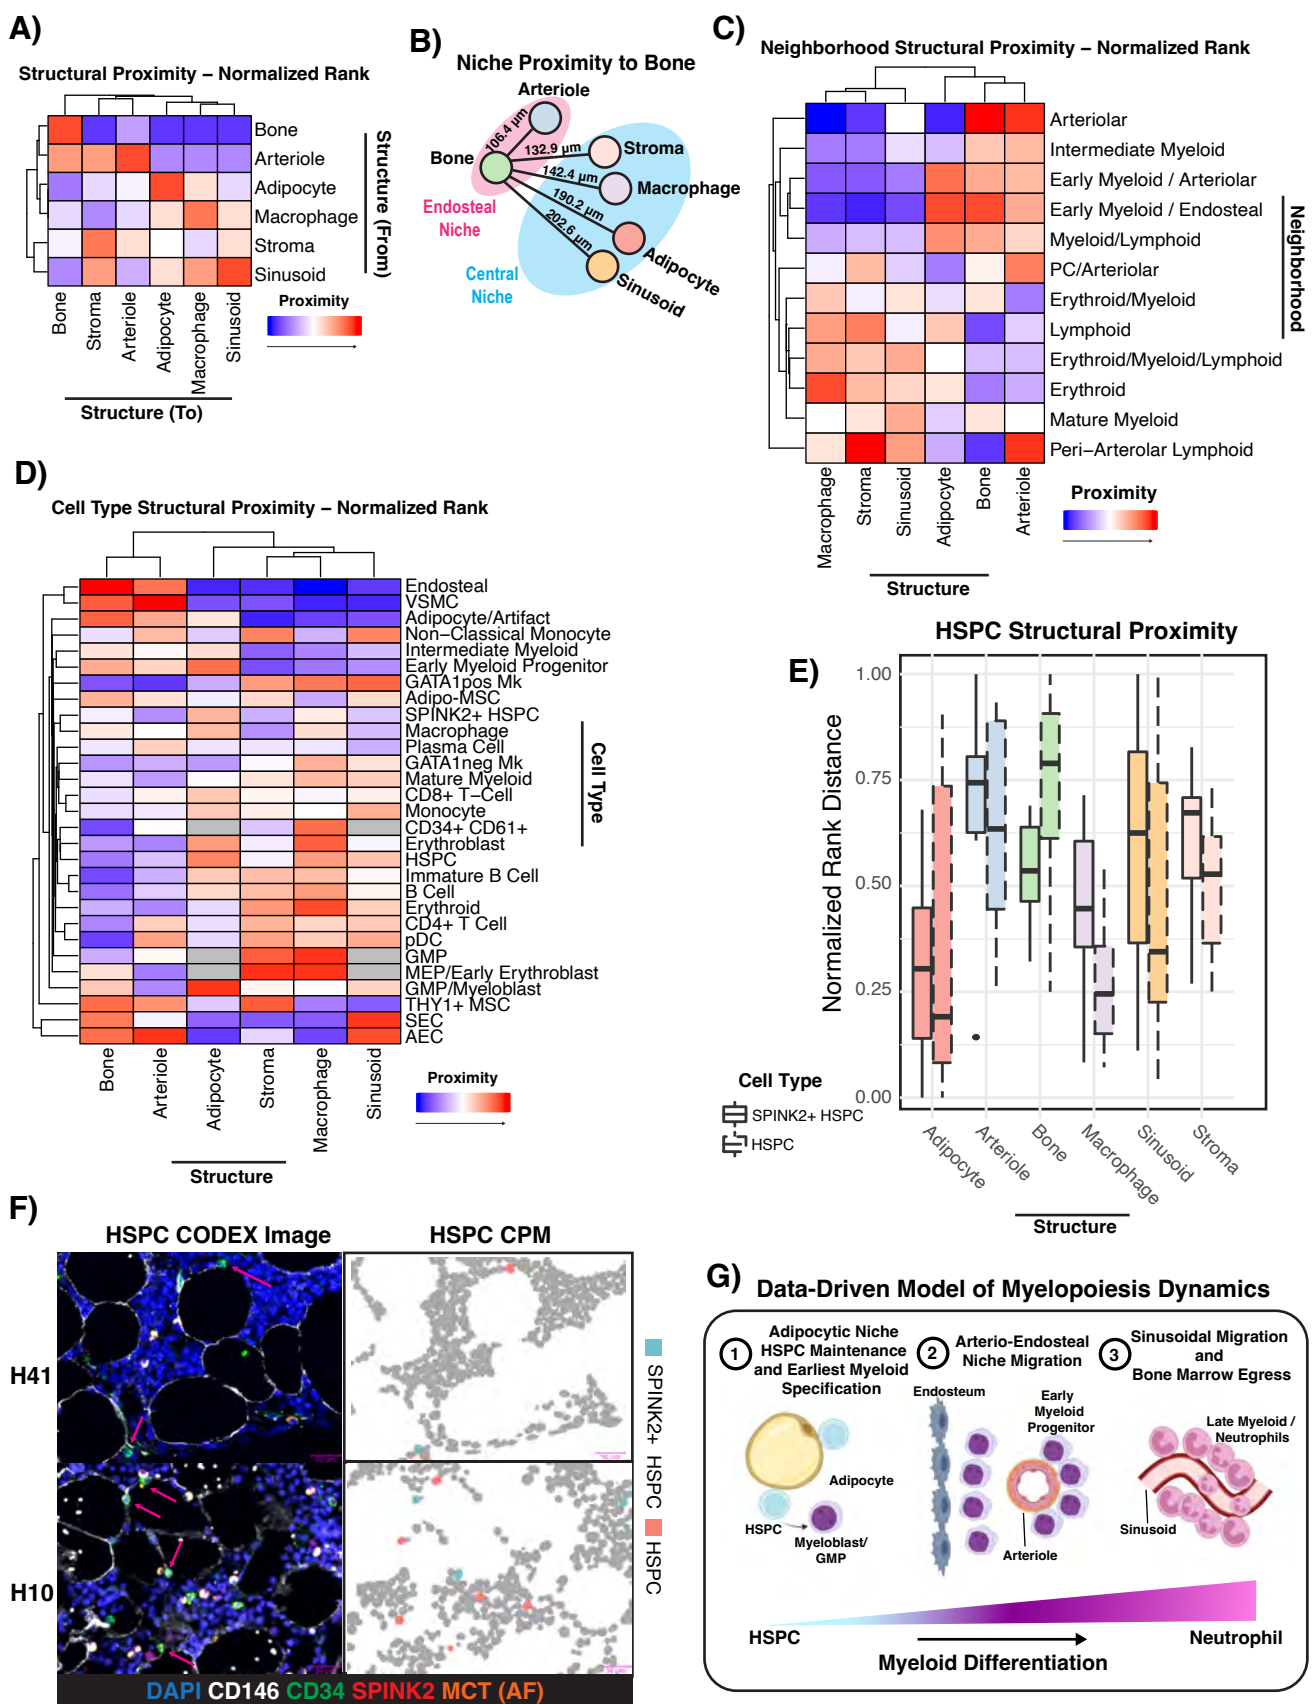 A)
Structural Proximity – Normalized Rank
Bone
Arteriole
Adipocyte
Macrophage
Stroma
Sinusoid
Structure (From)
Bone
Stroma
Arteriole
Adipocyte
Macrophage
Sinusoid
Structure (To)
Proximity
B)
Niche Proximity to Bone
Arteriole
106.4 µm
Bone
132.9 µm
Stroma
142.4 µm
Macrophage
190.2 µm
Adipocyte
202.6 µm
Sinusoid
Endosteal
Niche
Central
Niche
C)
Neighborhood Structural Proximity – Normalized Rank
Arteriolar
Intermediate Myeloid
Early Myeloid / Arteriolar
Early Myeloid / Endosteal
Myeloid/Lymphoid
PC/Arteriolar
Erythroid/Myeloid
Lymphoid
Erythroid/Myeloid/Lymphoid
Erythroid
Mature Myeloid
Peri–Arterolar Lymphoid
Neighborhood
Macrophage
Stroma
Sinusoid
Adipocyte
Bone
Arteriole
Structure
Proximity
D)
Cell Type Structural Proximity – Normalized Rank
Endosteal
VSMC
Adipocyte/Artifact
Non–Classical Monocyte
Intermediate Myeloid
Early Myeloid Progenitor
GATA1pos Mk
Adipo-MSC
SPINK2+ HSPC
Macrophage
Plasma Cell
GATA1neg Mk
Mature Myeloid
CD8+ T–Cell
Monocyte
CD34+ CD61+
Erythroblast
HSPC
Immature B Cell
B Cell
Erythroid
CD4+ T Cell
pDC
GMP
MEP/Early Erythroblast
GMP/Myeloblast
THY1+ MSC
SEC
AEC
Cell Type
Bone
Arteriole
Adipocyte
Stroma
Macrophage
Sinusoid
Structure
Proximity
E)
HSPC Structural Proximity
Normalized Rank Distance
1.00
0.75
0.50
0.25
0.00
Adipocyte
Arteriole
Bone
Macrophage
Sinusoid
Stroma
Structure
Cell Type
SPINK2+ HSPC
HSPC
F)
HSPC CODEX Image
HSPC CPM
H41
H10
SPINK2+ HSPC
HSPC
DAPI CD146 CD34 SPINK2 MCT (AF)
G)
Data-Driven Model of Myelopoiesis Dynamics
1
Adipocytic Niche
HSPC Maintenance
and Earliest Myeloid
Specification
2
Arterio-Endosteal
Niche Migration
3
Sinusoidal Migration
and
Bone Marrow Egress
Adipocyte
HSPC
Myeloblast/
GMP
Endosteum
Early
Myeloid
Progenitor
Arteriole
Late Myeloid /
Neutrophils
Sinusoid
HSPC
Neutrophil
Myeloid Differentiation